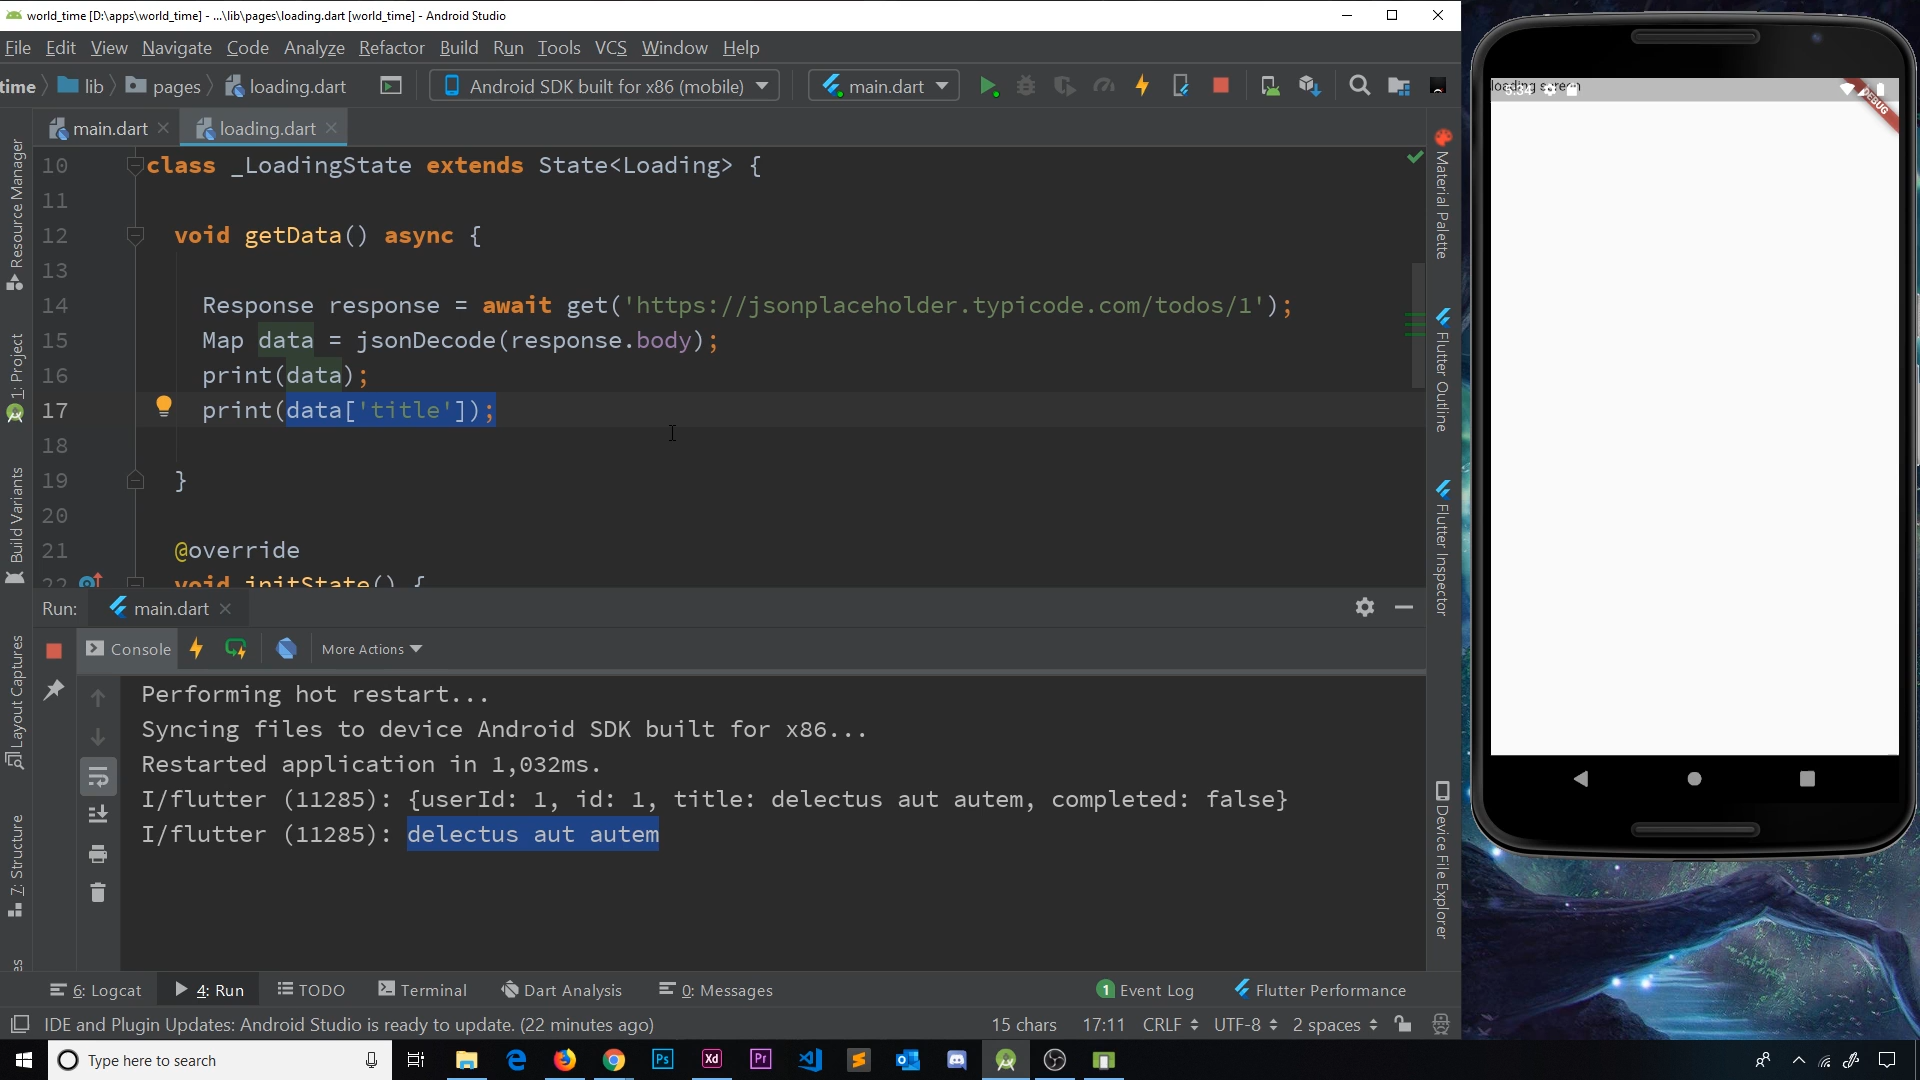 world_time [D:\apps\world_time] - ...\lib\pages\loading.dart [world_time] - Android Studio
File Edit View Navigate Code Analyze Refactor Build Run Tools VCS Window Help
time lib pages loading.dart Android SDK built for x86 (mobile) main.dart
main.dart loading.dart
10 class _LoadingState extends State<Loading> {
11
12 void getData() async {
13
14 Response response = await get('https://jsonplaceholder.typicode.com/todos/1');
15 Map data = jsonDecode(response.body);
16 print(data);
17 print(data['title']);
18
19 }
20
21 @override
22 void initState() {
Run: main.dart
Console More Actions
Performing hot restart...
Syncing files to device Android SDK built for x86...
Restarted application in 1,032ms.
I/flutter (11285): {userId: 1, id: 1, title: delectus aut autem, completed: false}
I/flutter (11285): delectus aut autem
6: Logcat 4: Run TODO Terminal Dart Analysis 0: Messages 1 Event Log Flutter Performance
IDE and Plugin Updates: Android Studio is ready to update. (22 minutes ago) 15 chars 17:11 CRLF UTF-8 2 spaces
Type here to search Ps Xd Pr
Resource Manager
1: Project
Build Variants
Layout Captures
7: Structure
Material Palette
Flutter Outline
Flutter Inspector
Device File Explorer
loading screen
DEBUG